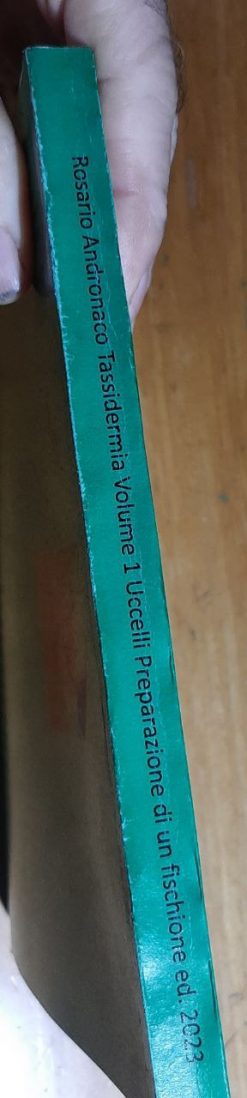 Rosario Andronaco Tassidermia Volume 1 Uccelli Preparazione di un fischione ed. 2023